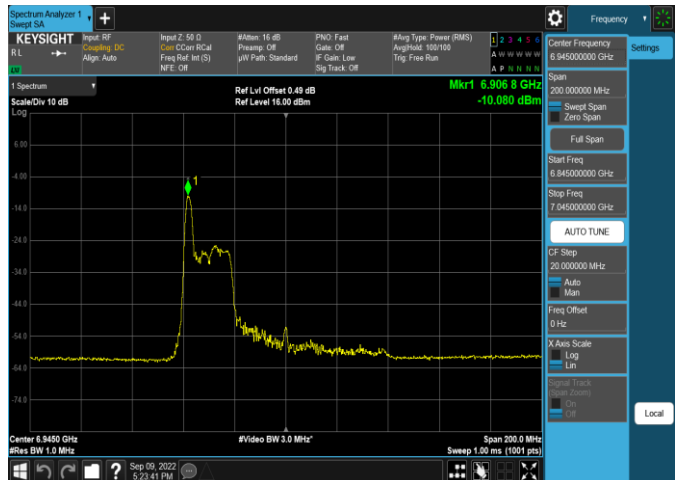 Spectrum Analyzer 1
Swept SA
Frequency
KEYSIGHT
RL
Input: RF
Coupling: DC
Align: Auto
Input Z: 50 Ω
Corr CCorr RCal
Freq Ref: Int (S)
NFE: Off
#Atten: 16 dB
Preamp: Off
µW Path: Standard
PNO: Fast
Gate: Off
IF Gain: Low
Sig Track: Off
#Avg Type: Power (RMS)
Avg|Hold: 100/100
Trig: Free Run
1 2 3 4 5 6
A W W W W W
A P N N N N
1 Spectrum
Scale/Div 10 dB
Ref Lvl Offset 0.49 dB
Ref Level 16.00 dBm
Mkr1 6.906 8 GHz
-10.080 dBm
Log
6.00
-4.00
-14.0
-24.0
-34.0
-44.0
-54.0
-64.0
-74.0
1
Center 6.9450 GHz
#Res BW 1.0 MHz
#Video BW 3.0 MHz*
Span 200.0 MHz
Sweep 1.00 ms (1001 pts)
Sep 09, 2022
5:23:41 PM
Center Frequency
6.945000000 GHz
Span
200.000000 MHz
Swept Span
Zero Span
Full Span
Start Freq
6.845000000 GHz
Stop Freq
7.045000000 GHz
AUTO TUNE
CF Step
20.000000 MHz
Auto
Man
Freq Offset
0 Hz
X Axis Scale
Log
Lin
Signal Track
(Span Zoom)
On
Off
Settings
Local